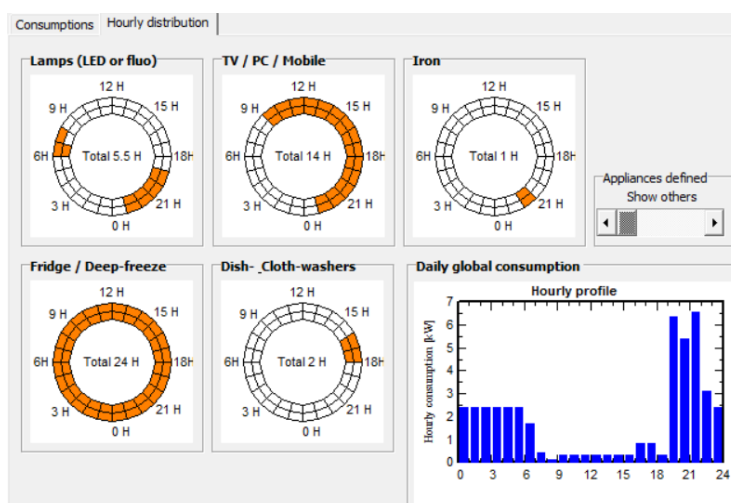 Consumptions
Hourly distribution
Lamps (LED or fluo)
12 H
9 H
15 H
6H
Total 5.5 H
18H
3 H
21 H
0 H
TV / PC / Mobile
12 H
9 H
15 H
6H
Total 14 H
18H
3 H
21 H
0 H
Iron
12 H
9 H
15 H
6H
Total 1 H
18H
3 H
21 H
0 H
Appliances defined
Show others
Fridge / Deep-freeze
12 H
9 H
15 H
6H
Total 24 H
18H
3 H
21 H
0 H
Dish- _Cloth-washers
12 H
9 H
15 H
6H
Total 2 H
18H
3 H
21 H
0 H
Daily global consumption
Hourly profile
Hourly consumption [kW]
7
6
5
4
3
2
1
0
0 3 6 9 12 15 18 21 24